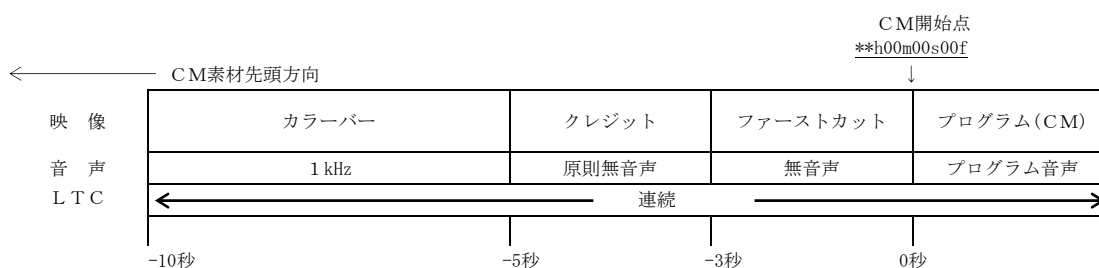 CM開始点
**h00m00s00f
CM素材先頭方向
↓
映 像 カラーバー クレジット ファーストカット プログラム(CM)
音 声 1kHz 原則無音声 無音声 プログラム音声
LTC 連続
-10秒 -5秒 -3秒 0秒